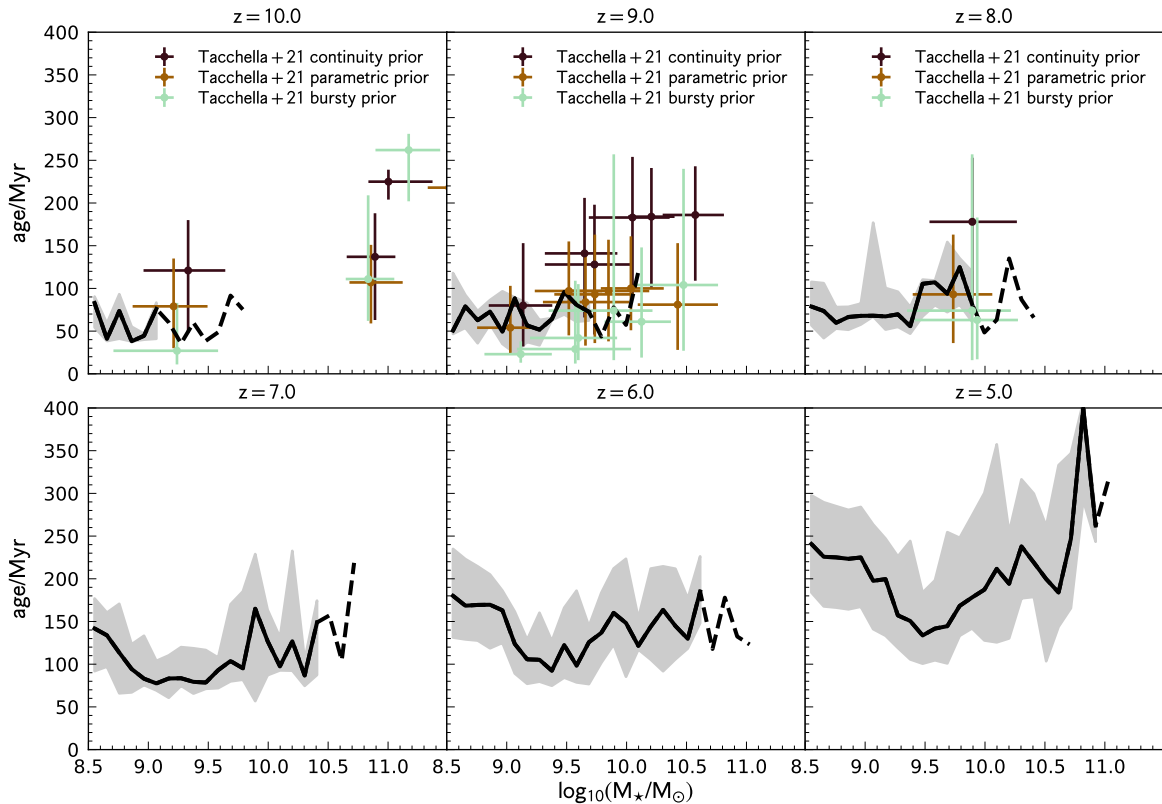 z=10.0 z=9.0 z=8.0
400
350
300
250
200
150
100
50
0
age/Myr
Tacchella+21 continuity prior
Tacchella+21 parametric prior
Tacchella+21 bursty prior
Tacchella+21 continuity prior
Tacchella+21 parametric prior
Tacchella+21 bursty prior
Tacchella+21 continuity prior
Tacchella+21 parametric prior
Tacchella+21 bursty prior
z=7.0 z=6.0 z=5.0
400
350
300
250
200
150
100
50
0
age/Myr
8.5 9.0 9.5 10.0 10.5 11.0 8.5 9.0 9.5 10.0 10.5 11.0 8.5 9.0 9.5 10.0 10.5 11.0
log₁₀(M⋆/M⊙)